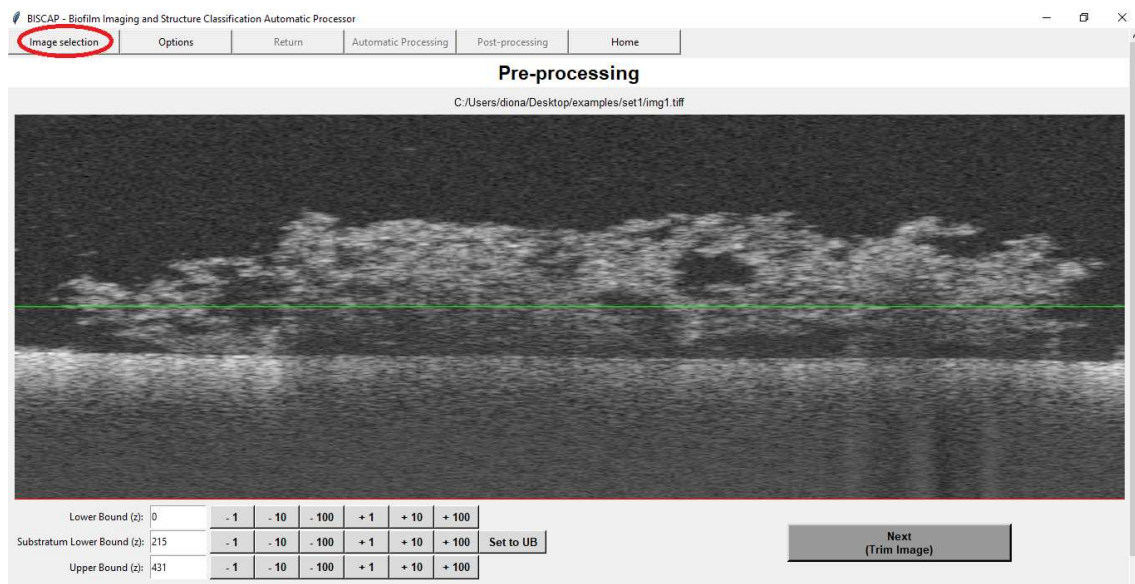 BISCAP - Biofilm Imaging and Structure Classification Automatic Processor
Image selection Options Return Automatic Processing Post-processing Home
Pre-processing
C:/Users/diona/Desktop/examples/set1/img1.tiff
Lower Bound (z): 0 - 1 - 10 - 100 + 1 + 10 + 100
Substratum Lower Bound (z): 215 - 1 - 10 - 100 + 1 + 10 + 100 Set to UB
Upper Bound (z): 431 - 1 - 10 - 100 + 1 + 10 + 100
Next
(Trim Image)